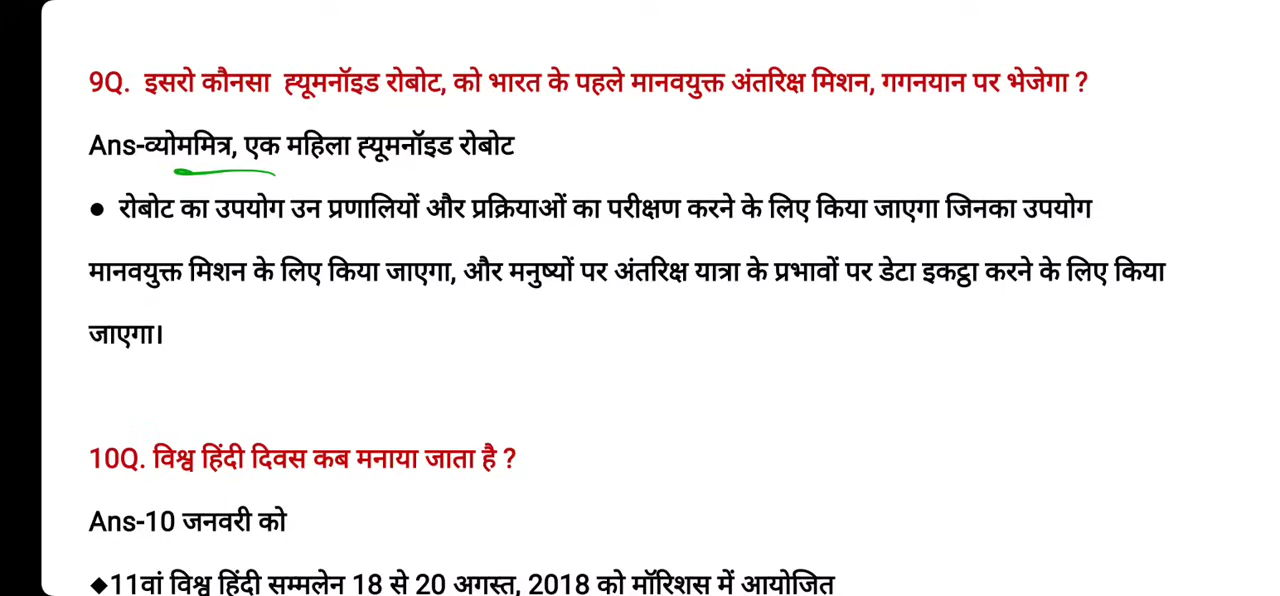 9Q. इसरो कौनसा ह्यूमनॉइड रोबोट, को भारत के पहले मानवयुक्त अंतरिक्ष मिशन, गगनयान पर भेजेगा ?
Ans-व्योममित्र, एक महिला ह्यूमनॉइड रोबोट
● रोबोट का उपयोग उन प्रणालियों और प्रक्रियाओं का परीक्षण करने के लिए किया जाएगा जिनका उपयोग
मानवयुक्त मिशन के लिए किया जाएगा, और मनुष्यों पर अंतरिक्ष यात्रा के प्रभावों पर डेटा इकट्ठा करने के लिए किया
जाएगा।
10Q. विश्व हिंदी दिवस कब मनाया जाता है ?
Ans-10 जनवरी को
◆11वां विश्व हिंदी सम्मलेन 18 से 20 अगस्त, 2018 को मॉरिशस में आयोजित